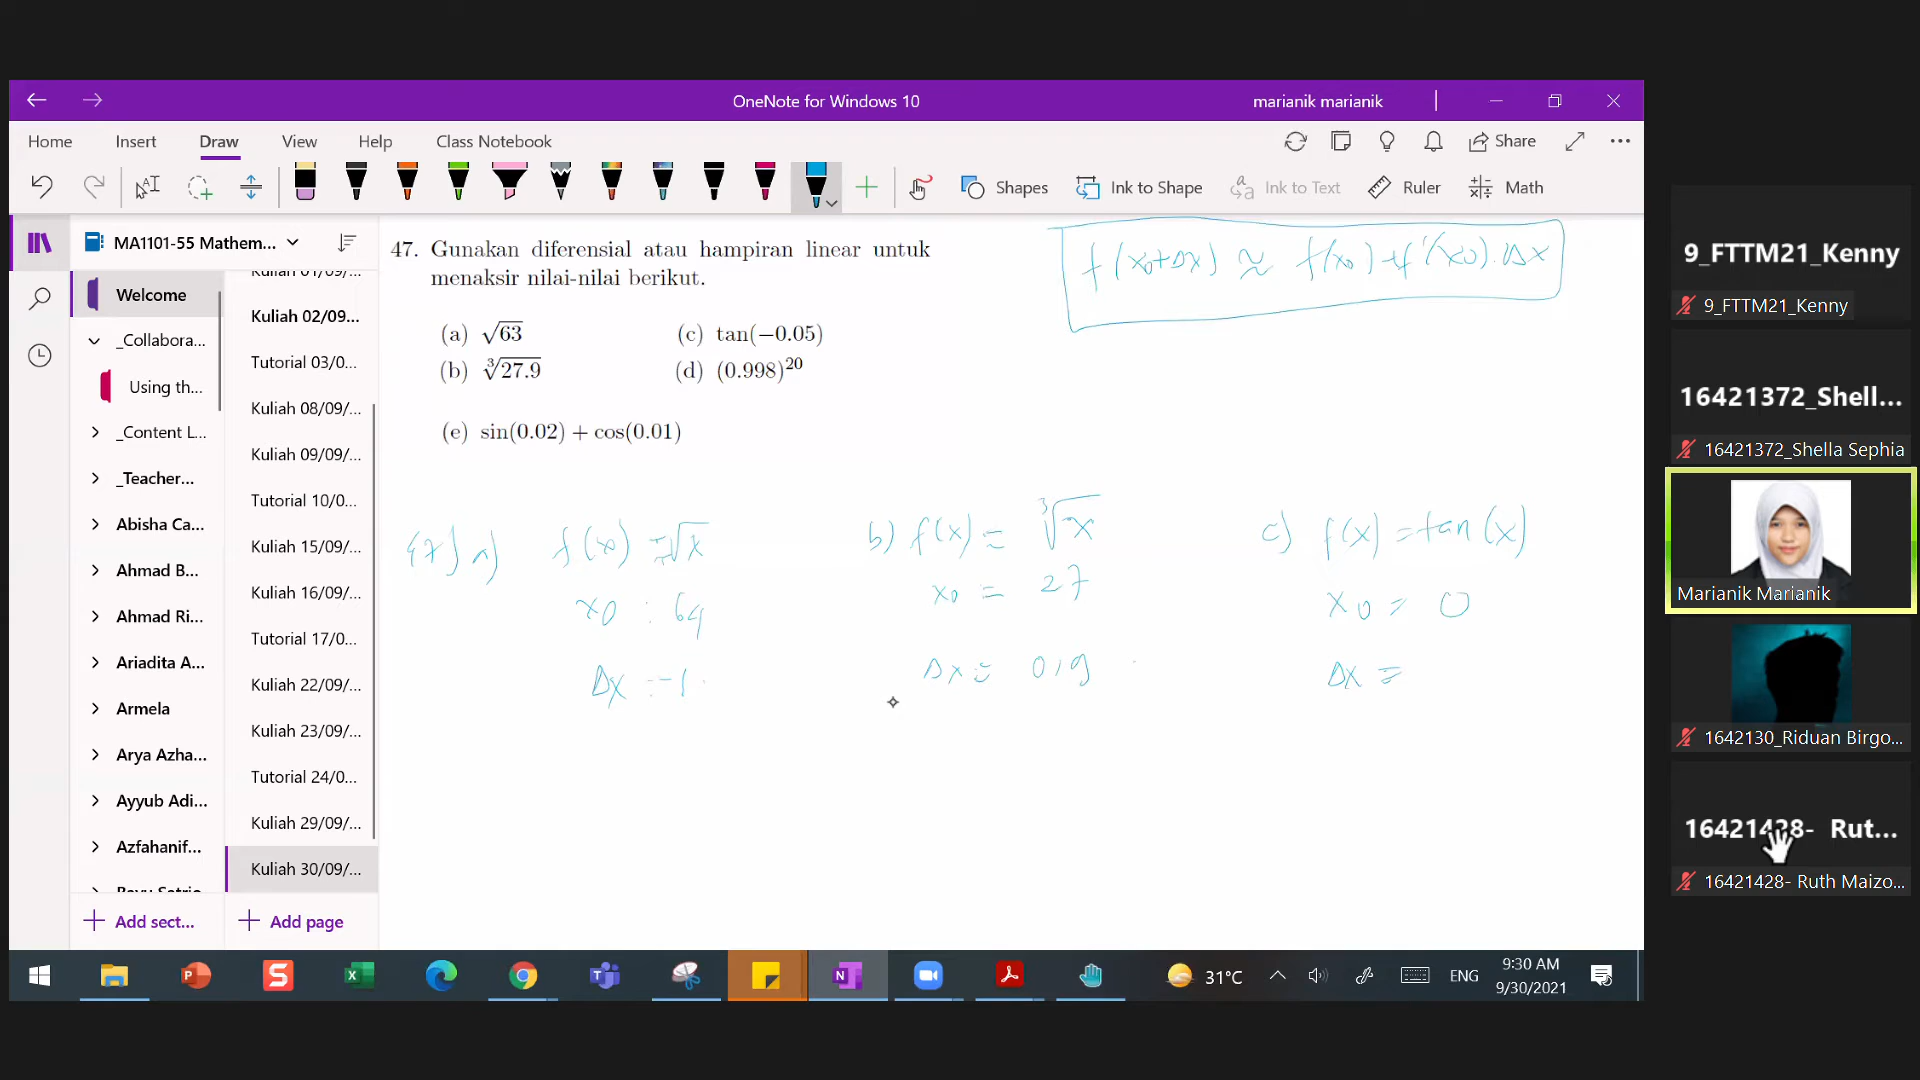 OneNote for Windows 10
marianik marianik
Home Insert Draw View Help Class Notebook
Share
Shapes Ink to Shape Ink to Text Ruler Math
MA1101-55 Mathem...
Welcome
_Collabora...
Using th...
_Content L...
_Teacher...
Abisha Ca...
Ahmad B...
Ahmad Ri...
Ariadita A...
Armela
Arya Azha...
Ayyub Adi...
Azfahanif...
Add sect...
Kuliah 01/09/...
Kuliah 02/09...
Tutorial 03/0...
Kuliah 08/09/...
Kuliah 09/09/...
Tutorial 10/0...
Kuliah 15/09/...
Kuliah 16/09/...
Tutorial 17/0...
Kuliah 22/09/...
Kuliah 23/09/...
Tutorial 24/0...
Kuliah 29/09/...
Kuliah 30/09/...
Add page
47. Gunakan diferensial atau hampiran linear untuk
menaksir nilai-nilai berikut.
(a) √63 (c) tan(−0.05)
(b) ∛27.9 (d) (0.998)^20
(e) sin(0.02) + cos(0.01)
f(x0+Δx) ≈ f(x0)+f'(x0).Δx
47] a) f(x) = √x
x0 : 64
Δx = -1
b) f(x) = ∛x
x0 = 27
Δx = 0,9
c) f(x) = tan(x)
x0 = 0
Δx =
9_FTTM21_Kenny
9_FTTM21_Kenny
16421372_Shell...
16421372_Shella Sephia
Marianik Marianik
1642130_Riduan Birgo...
16421428- Rut...
16421428- Ruth Maizo...
31°C
ENG
9:30 AM
9/30/2021